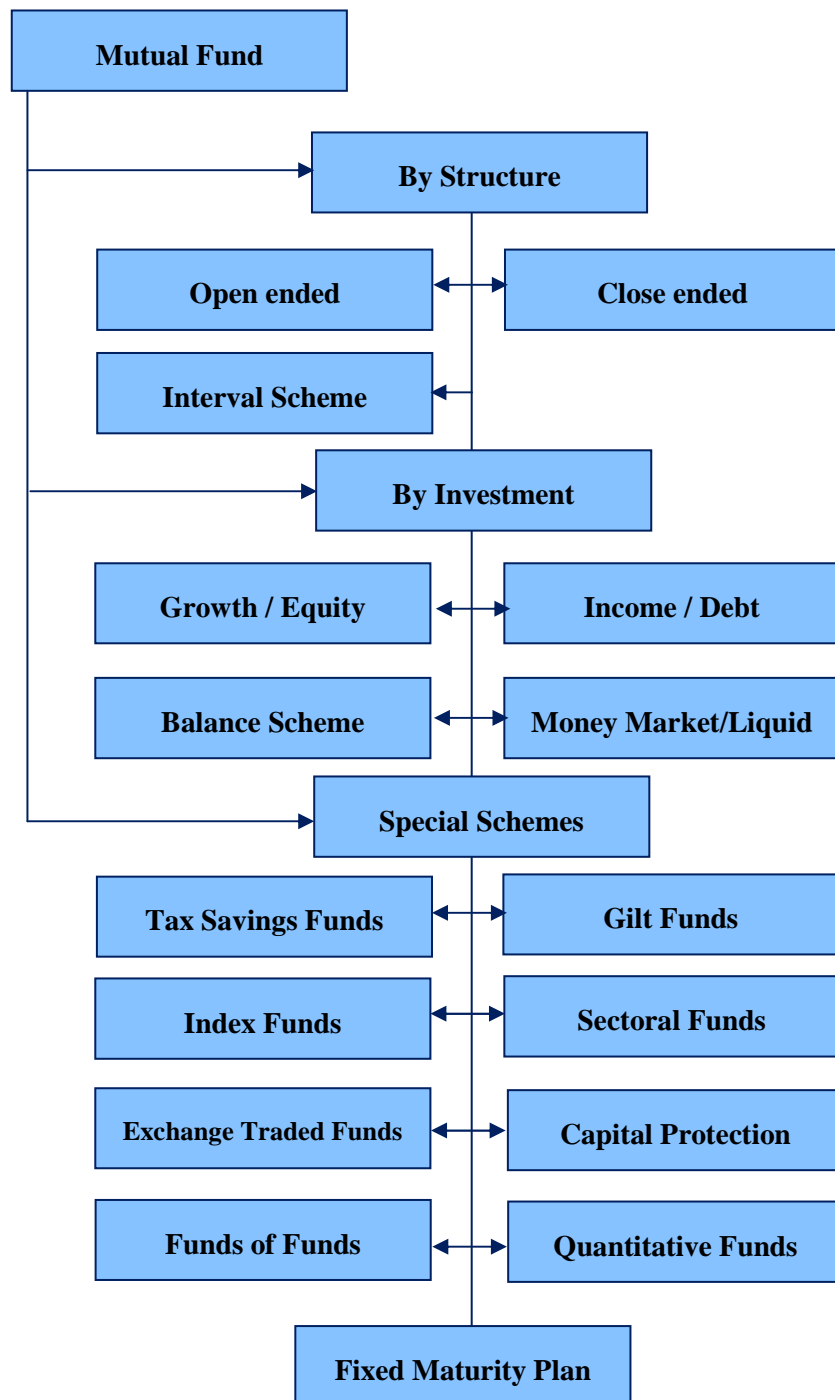 Mutual Fund
By Structure
Open ended
Close ended
Interval Scheme
By Investment
Growth / Equity
Income / Debt
Balance Scheme
Money Market/Liquid
Special Schemes
Tax Savings Funds
Gilt Funds
Index Funds
Sectoral Funds
Exchange Traded Funds
Capital Protection
Funds of Funds
Quantitative Funds
Fixed Maturity Plan